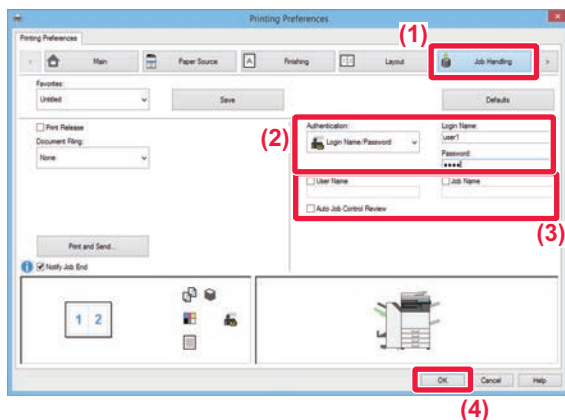 Printing Preferences
Printing Preferences
(1)
Main
Paper Source
Finishing
Layout
Job Handling
Favorites:
Untitled
Save
Defaults
Print Release
Document Filing:
None
(2)
Authentication:
Login Name/Password
Login Name:
user1
Password:
••••
User Name
Job Name
Auto Job Control Review
(3)
Print and Send...
Notify Job End
1 2
OK
Cancel
Help
(4)